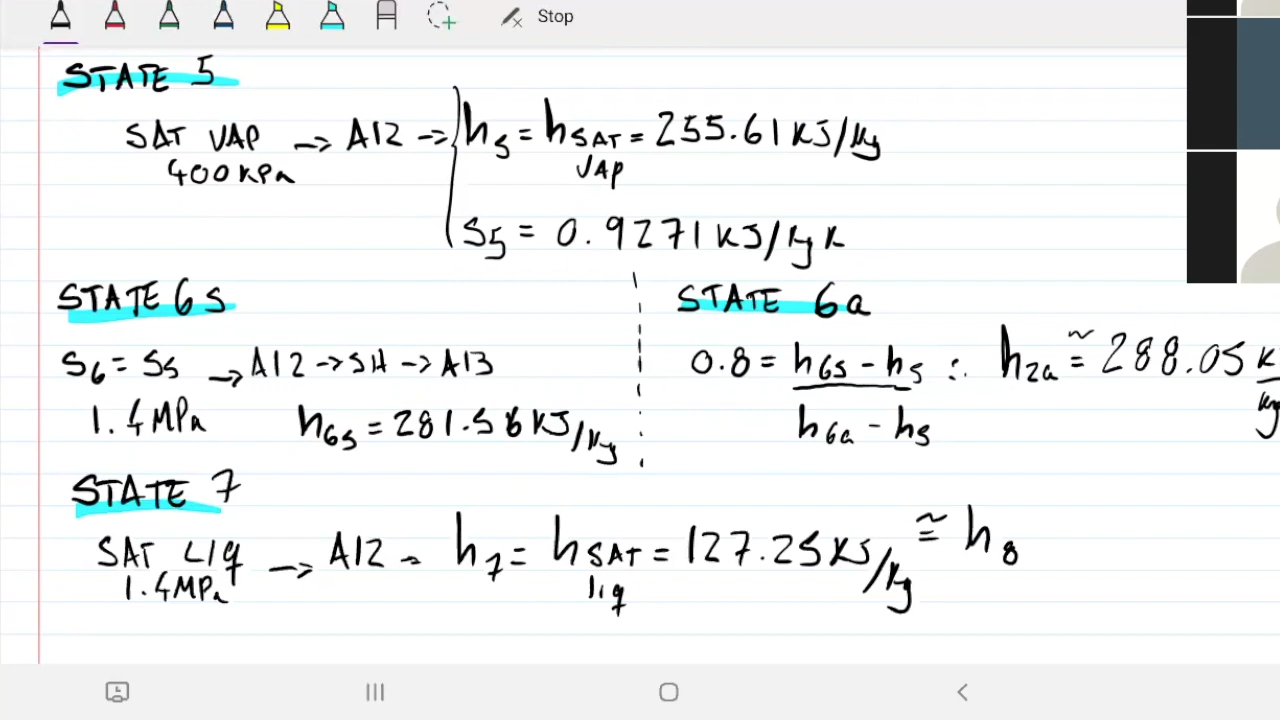 Stop
STATE 5
SAT VAP → A12 → h5 = hSAT = 255.61 KJ/Kg
400 KPa VAP
S5 = 0.9271 KJ/Kg K
STATE 6s
S6 = S5 → A12 → SH → A13
1.4 MPa h6s = 281.56 KJ/Kg
STATE 6a
0.8 = h6s - h5 ∴ h2a ≅ 288.05 K
h6a - h5 kg
STATE 7
SAT LIQ → A12 → h7 = hSAT = 127.25 KJ/Kg ≅ h8
1.4 MPa liq